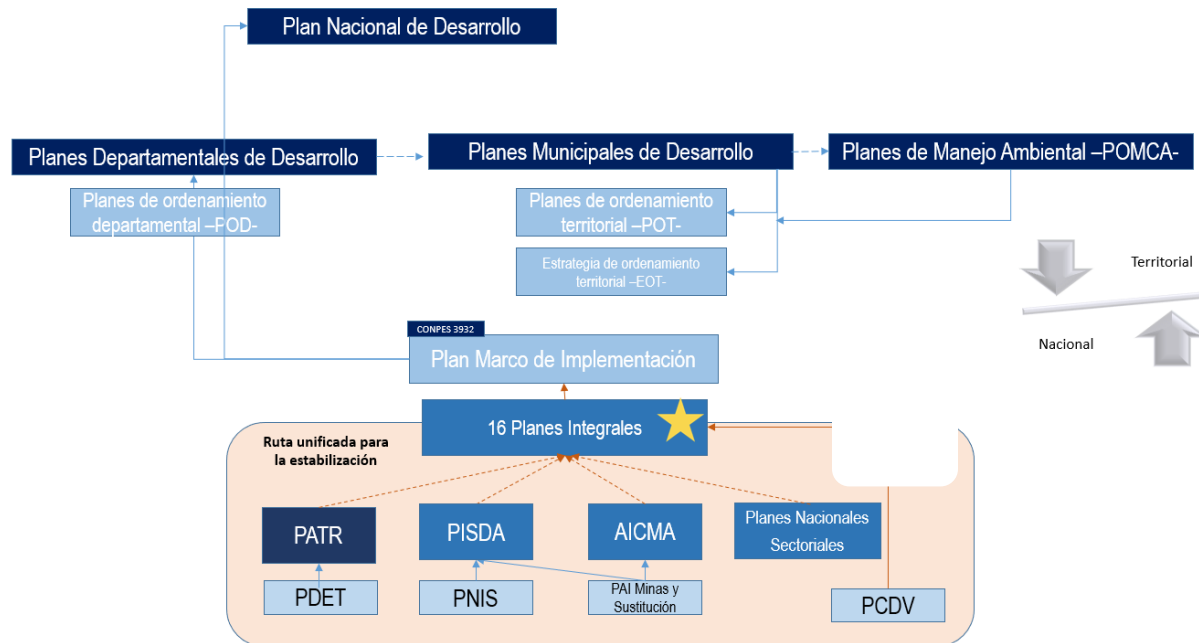 Plan Nacional de Desarrollo
Planes Departamentales de Desarrollo
Planes Municipales de Desarrollo
Planes de Manejo Ambiental –POMCA-
Planes de ordenamiento
departamental –POD-
Planes de ordenamiento
territorial –POT-
Estrategia de ordenamiento
territorial –EOT-
Territorial
Nacional
CONPES 3932
Plan Marco de Implementación
16 Planes Integrales
Ruta unificada para
la estabilización
PATR
PISDA
AICMA
Planes Nacionales
Sectoriales
PDET
PNIS
PAI Minas y
Sustitución
PCDV